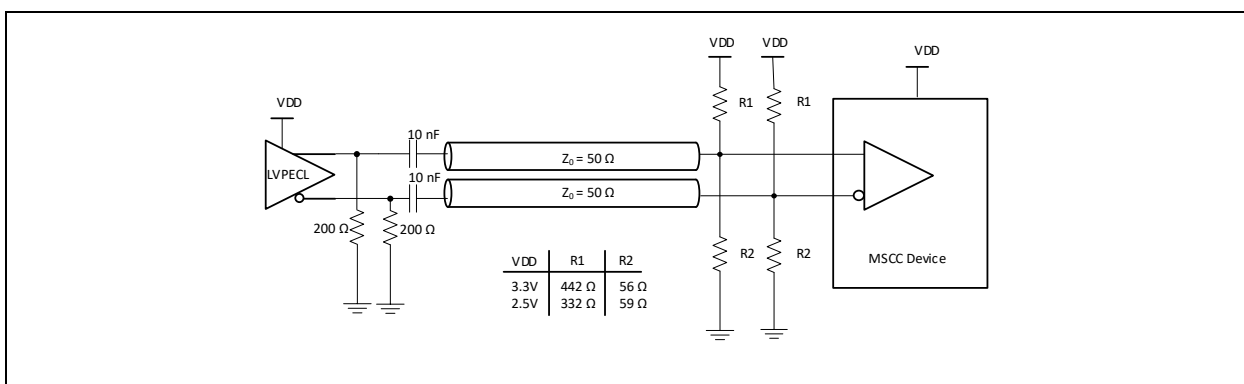 VDD VDD
VDD
VDD
R1 R1
10 nF
Z₀ = 50 Ω
LVPECL
10 nF
Z₀ = 50 Ω
200 Ω 200 Ω
R2 R2
MSCC Device
VDD R1 R2
3.3V 442 Ω 56 Ω
2.5V 332 Ω 59 Ω